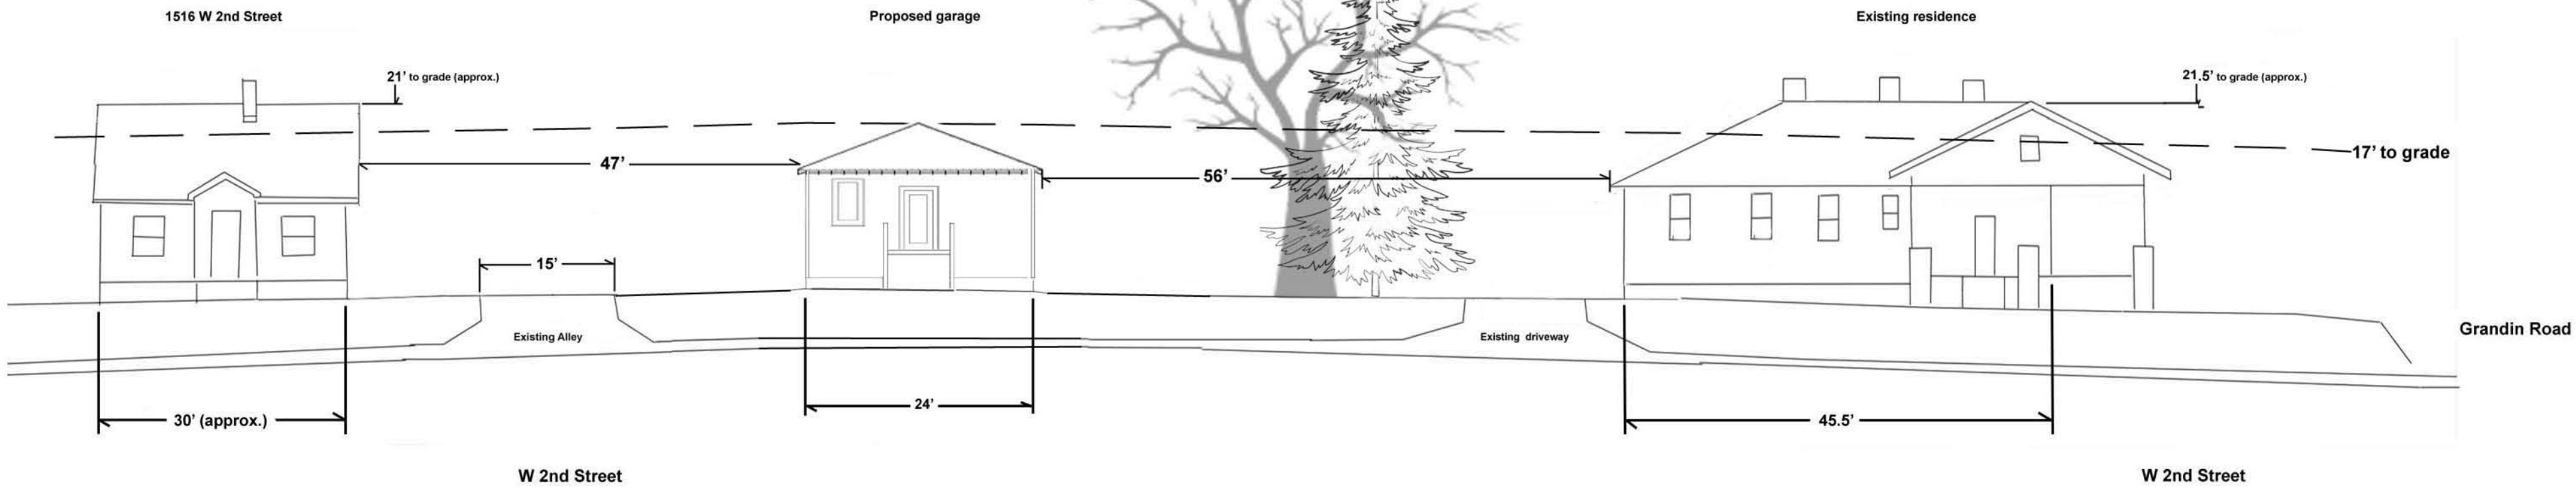 1516 W 2nd Street
Proposed garage
Existing residence
21' to grade (approx.)
21.5' to grade (approx.)
47'
56'
17' to grade
15'
Existing Alley
Existing driveway
Grandin Road
30' (approx.)
24'
45.5'
W 2nd Street
W 2nd Street